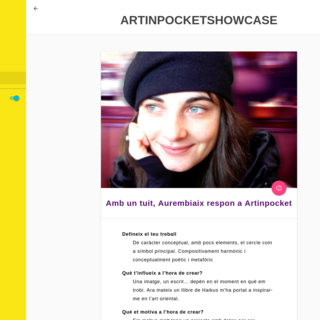 ARTINPOCKETSHOWCASE
Amb un tuit, Aurembiaix respon a Artinpocket
Defineix el teu treball
De caràcter conceptual, amb pocs elements, el cercle com
a símbol principal. Compositivament harmònic i
conceptualment poètic i metafòric
Què t'influeix a l'hora de crear?
Una imatge, un escrit... depèn en el moment en què em
trobi. Ara mateix un llibre de Haikus m'ha portat a inspirar-
me en l'art oriental.
Què et motiva a l'hora de crear?